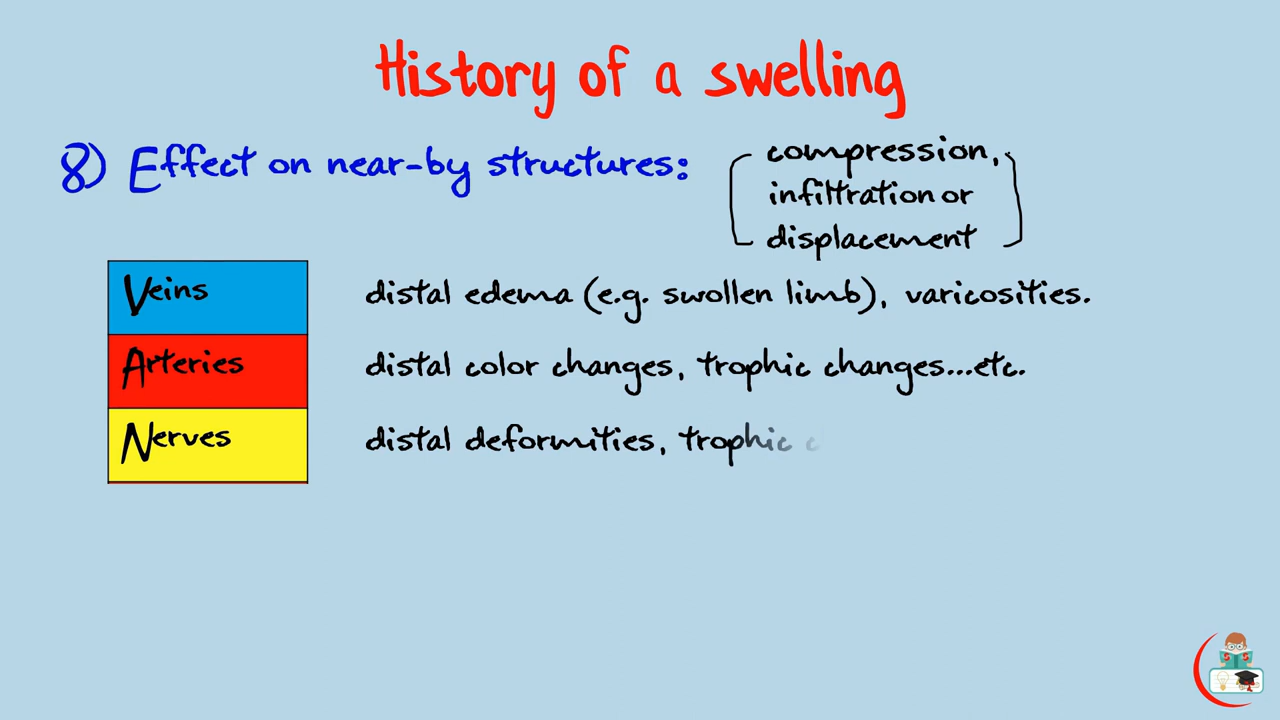 History of a swelling
8) Effect on near-by structures:
compression,
infiltration or
displacement
Veins distal edema (e.g. swollen limb), varicosities.
Arteries distal color changes, trophic changes...etc.
Nerves distal deformities, trophic